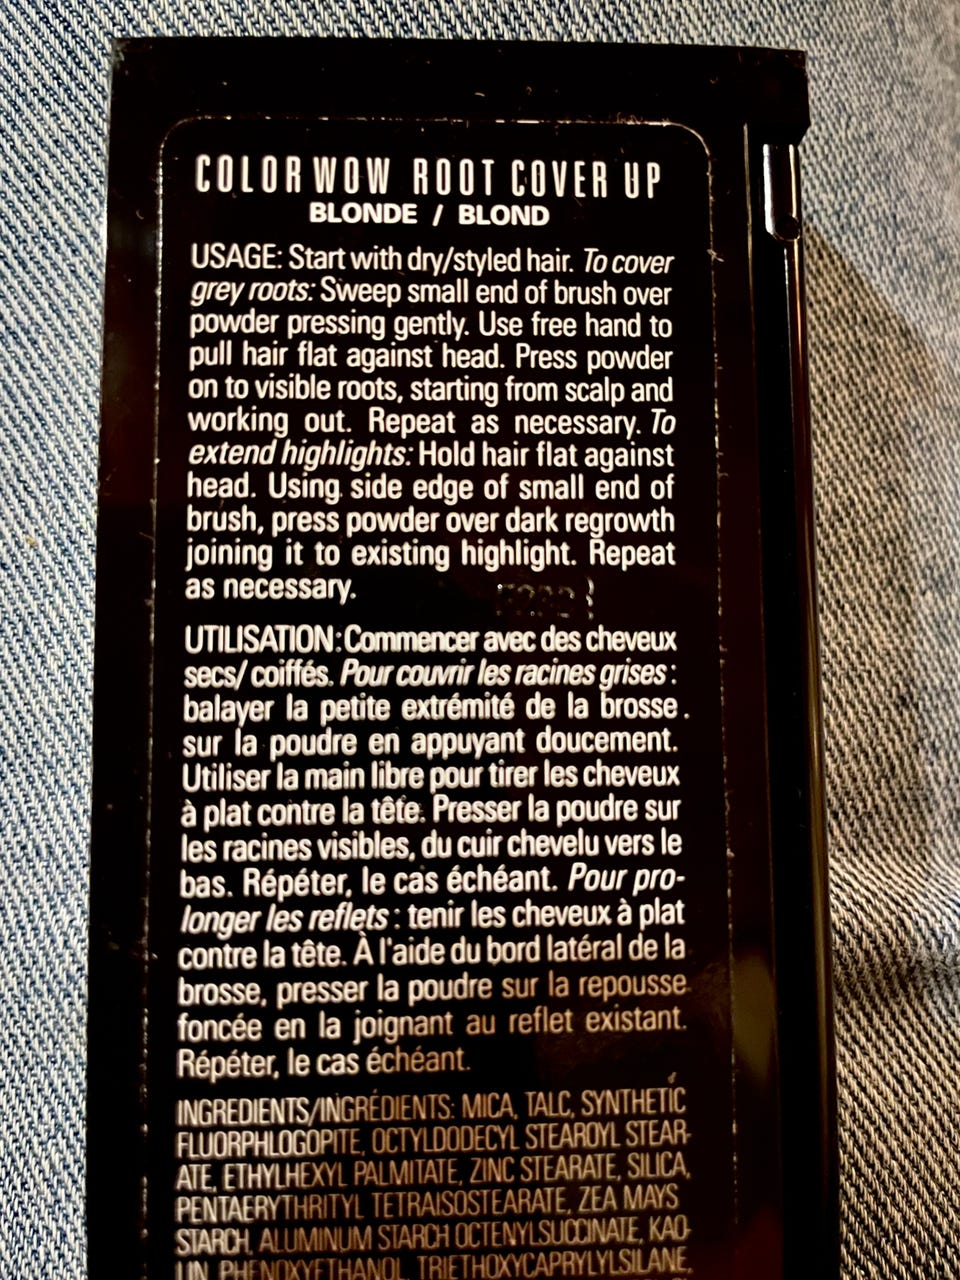 COLOR WOW ROOT COVER UP
BLONDE / BLOND
USAGE: Start with dry/styled hair. To cover
grey roots: Sweep small end of brush over
powder pressing gently. Use free hand to
pull hair flat against head. Press powder
on to visible roots, starting from scalp and
working out. Repeat as necessary. To
extend highlights: Hold hair flat against
head. Using side edge of small end of
brush, press powder over dark regrowth
joining it to existing highlight. Repeat
as necessary.
UTILISATION: Commencer avec des cheveux
secs/ coiffés. Pour couvrir les racines grises :
balayer la petite extrémité de la brosse
sur la poudre en appuyant doucement.
Utiliser la main libre pour tirer les cheveux
à plat contre la tête. Presser la poudre sur
les racines visibles, du cuir chevelu vers le
bas. Répéter, le cas échéant. Pour pro-
longer les reflets : tenir les cheveux à plat
contre la tête. À l'aide du bord latéral de la
brosse, presser la poudre sur la repousse
foncée en la joignant au reflet existant.
Répéter, le cas échéant.
INGREDIENTS/INGRÉDIENTS: MICA, TALC, SYNTHETIC
FLUORPHLOGOPITE, OCTYLDODECYL STEAROYL STEAR-
ATE, ETHYLHEXYL PALMITATE, ZINC STEARATE, SILICA,
PENTAERYTHRITYL TETRAISOSTEARATE, ZEA MAYS
STARCH, ALUMINUM STARCH OCTENYLSUCCINATE, KAO-
LIN, PHENOXYETHANOL, TRIETHOXYCAPRYLYLSILANE,